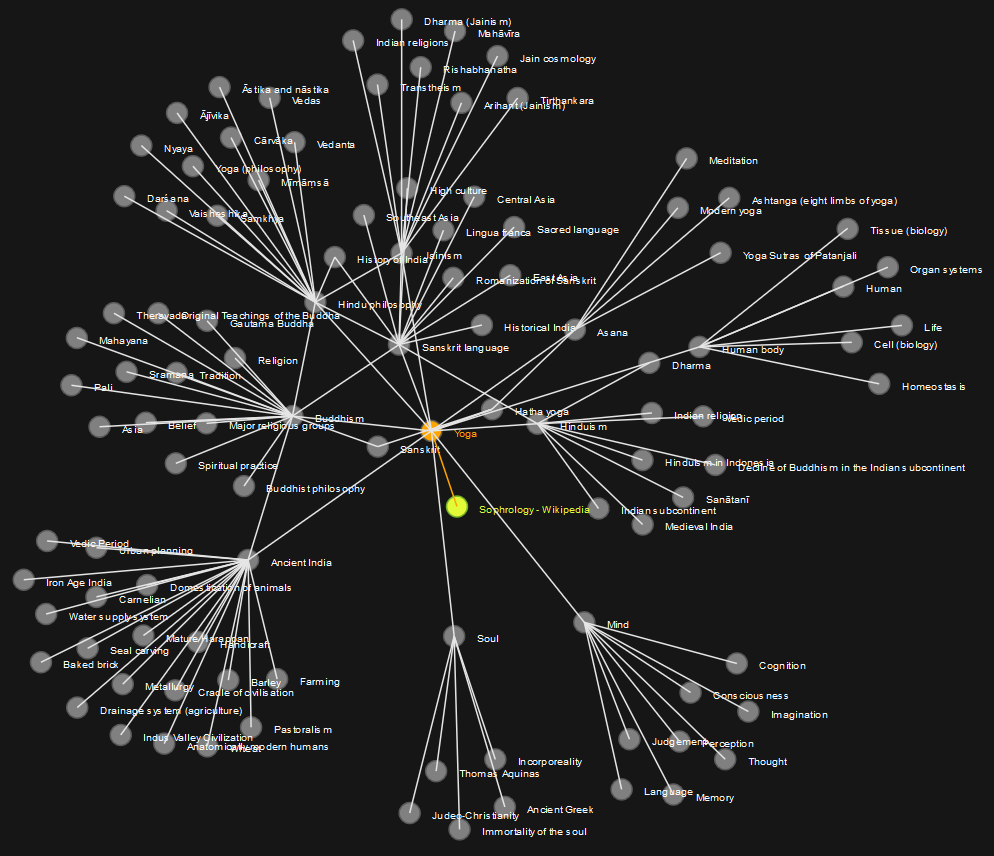 Dharma (Jainism)
Mahāvīra
Indian religions
Jain cosmology
Rishabhanatha
Transtheism
Āstika and nāstika
Vedas
Tirthankara
Arihant (Jainism)
Ājīvika
Cārvāka
Vedanta
Nyaya
Meditation
Yoga (philosophy)
Mīmāṃsā
High culture
Darśana
Central Asia
Ashtanga (eight limbs of yoga)
Vaisheshika
Samkhya
Southeast Asia
Modern yoga
Lingua franca
Sacred language
Tissue (biology)
History of India
Jainism
Yoga Sutras of Patanjali
Organ systems
Romanization of Sanskrit
East Asia
Human
Hindu philosophy
Theravada
Original Teachings of the Buddha
Gautama Buddha
Historical India
Asana
Life
Mahayana
Sanskrit language
Human body
Cell (biology)
Religion
Dharma
Sramana
Tradition
Pali
Homeostasis
Hatha yoga
Buddhism
Indian religion
Vedic period
Asia
Belief
Major religious groups
Hinduism
Yoga
Sanskrit
Spiritual practice
Hinduism in Indonesia
Decline of Buddhism in the Indian subcontinent
Buddhist philosophy
Sanātanī
Sophrology - Wikipedia
Indian subcontinent
Medieval India
Vedic Period
Urban planning
Ancient India
Iron Age India
Domestication of animals
Carnelian
Water supply system
Soul
Mind
Mature Harappan
Handicraft
Seal carving
Baked brick
Cognition
Metallurgy
Cradle of civilisation
Barley
Farming
Consciousness
Drainage system (agriculture)
Imagination
Pastoralism
Indus Valley Civilization
Anatomically modern humans
Wheat
Judgement
Perception
Incorporeality
Thought
Thomas Aquinas
Language
Memory
Judeo-Christianity
Ancient Greek
Immortality of the soul